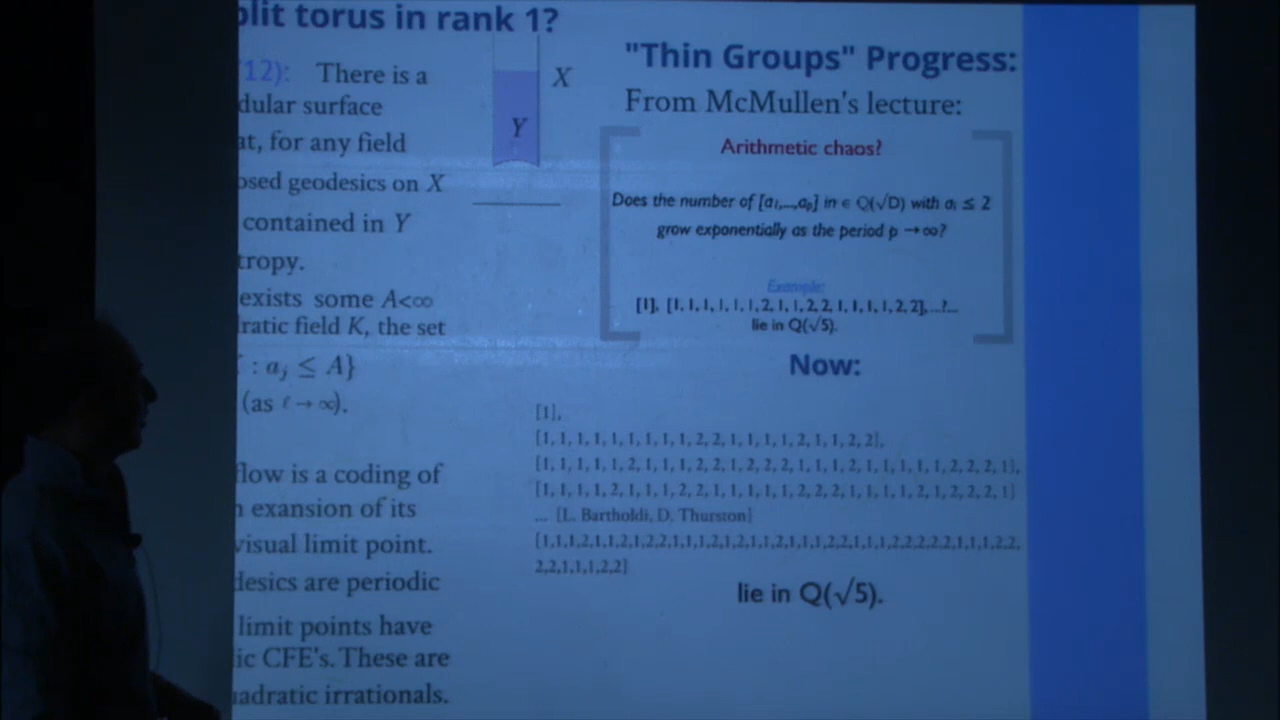 olit torus in rank 1?
'12): There is a
dular surface
at, for any field
osed geodesics on X
contained in Y
tropy.
exists some A<∞
dratic field K, the set
: aⱼ ≤ A}
(as ℓ→∞).
flow is a coding of
n exansion of its
visual limit point.
desics are periodic
limit points have
ic CFE's. These are
uadratic irrationals.
X
Y
"Thin Groups" Progress:
From McMullen's lecture:
Arithmetic chaos?
Does the number of [a₁,...,aₚ] in ∈ Q(√D) with aᵢ ≤ 2
grow exponentially as the period p →∞?
Example:
[1], [1, 1, 1, 1, 1, 1, 2, 1, 1, 2, 2, 1, 1, 1, 1, 2, 2],...?...
lie in Q(√5).
Now:
[1],
[1, 1, 1, 1, 1, 1, 1, 1, 1, 2, 2, 1, 1, 1, 1, 2, 1, 1, 2, 2],
[1, 1, 1, 1, 1, 2, 1, 1, 1, 2, 2, 1, 2, 2, 2, 1, 1, 1, 2, 1, 1, 1, 1, 1, 2, 2, 2, 1],
[1, 1, 1, 1, 2, 1, 1, 1, 2, 2, 1, 1, 1, 1, 1, 2, 2, 2, 1, 1, 1, 1, 2, 1, 2, 2, 2, 1]
... [L. Bartholdi, D. Thurston]
[1,1,1,2,1,1,2,1,2,2,1,1,1,2,1,2,1,1,2,1,1,1,2,2,1,1,1,2,2,2,2,2,1,1,1,2,2,
2,2,1,1,1,2,2]
lie in Q(√5).